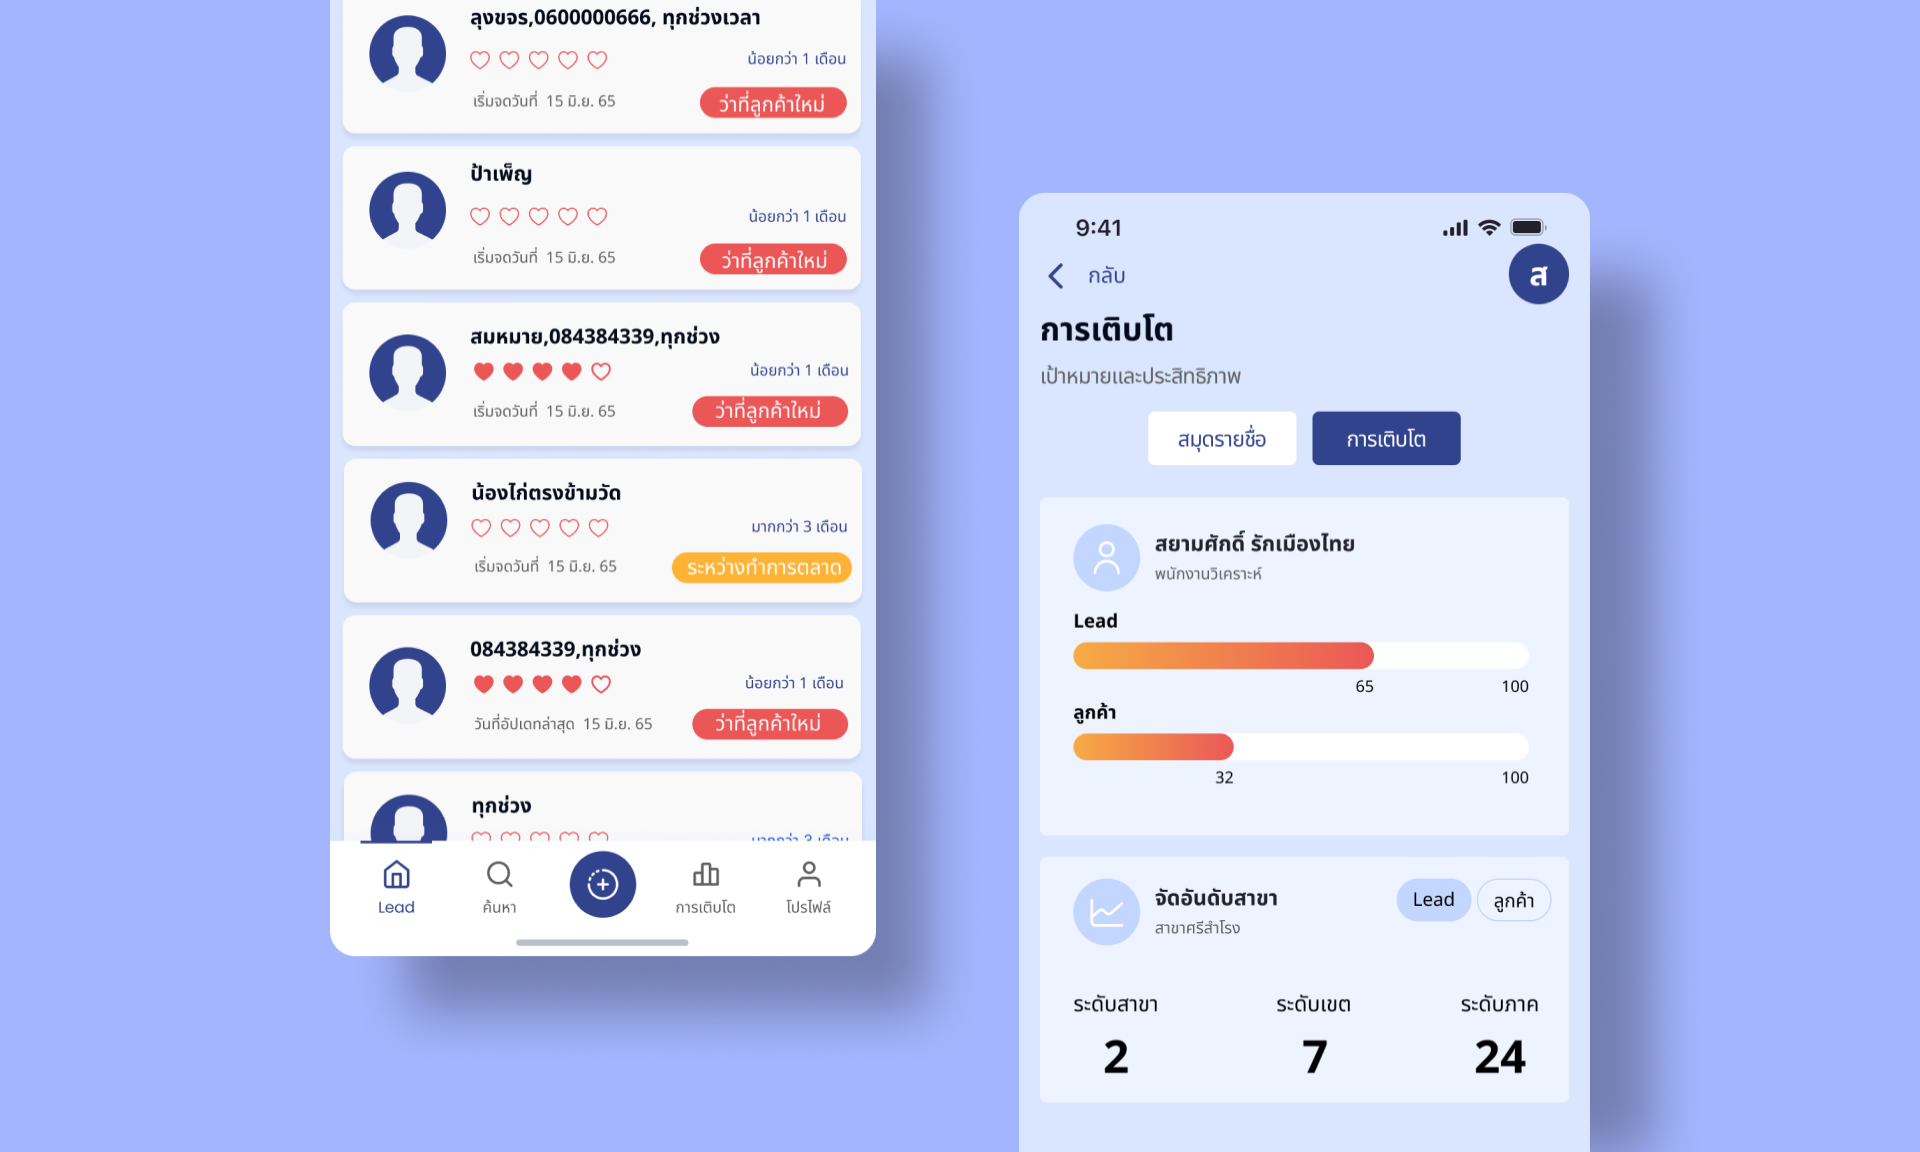 ลุงขจร,0600000666, ทุกช่วงเวลา
น้อยกว่า 1 เดือน
เริ่มจดวันที่ 15 มิ.ย. 65
ว่าที่ลูกค้าใหม่
ป้าเพ็ญ
น้อยกว่า 1 เดือน
เริ่มจดวันที่ 15 มิ.ย. 65
ว่าที่ลูกค้าใหม่
สมหมาย,084384339,ทุกช่วง
น้อยกว่า 1 เดือน
เริ่มจดวันที่ 15 มิ.ย. 65
ว่าที่ลูกค้าใหม่
น้องไก่ตรงข้ามวัด
มากกว่า 3 เดือน
เริ่มจดวันที่ 15 มิ.ย. 65
ระหว่างทำการตลาด
084384339,ทุกช่วง
น้อยกว่า 1 เดือน
วันที่อัปเดทล่าสุด 15 มิ.ย. 65
ว่าที่ลูกค้าใหม่
ทุกช่วง
มากกว่า 3 เดือน
Lead
ค้นหา
การเติบโต
โปรไฟล์
9:41
กลับ
ส
การเติบโต
เป้าหมายและประสิทธิภาพ
สมุดรายชื่อ
การเติบโต
สยามศักดิ์ รักเมืองไทย
พนักงานวิเคราะห์
Lead
65
100
ลูกค้า
32
100
จัดอันดับสาขา
สาขาศรีสำโรง
Lead
ลูกค้า
ระดับสาขา
ระดับเขต
ระดับภาค
2
7
24